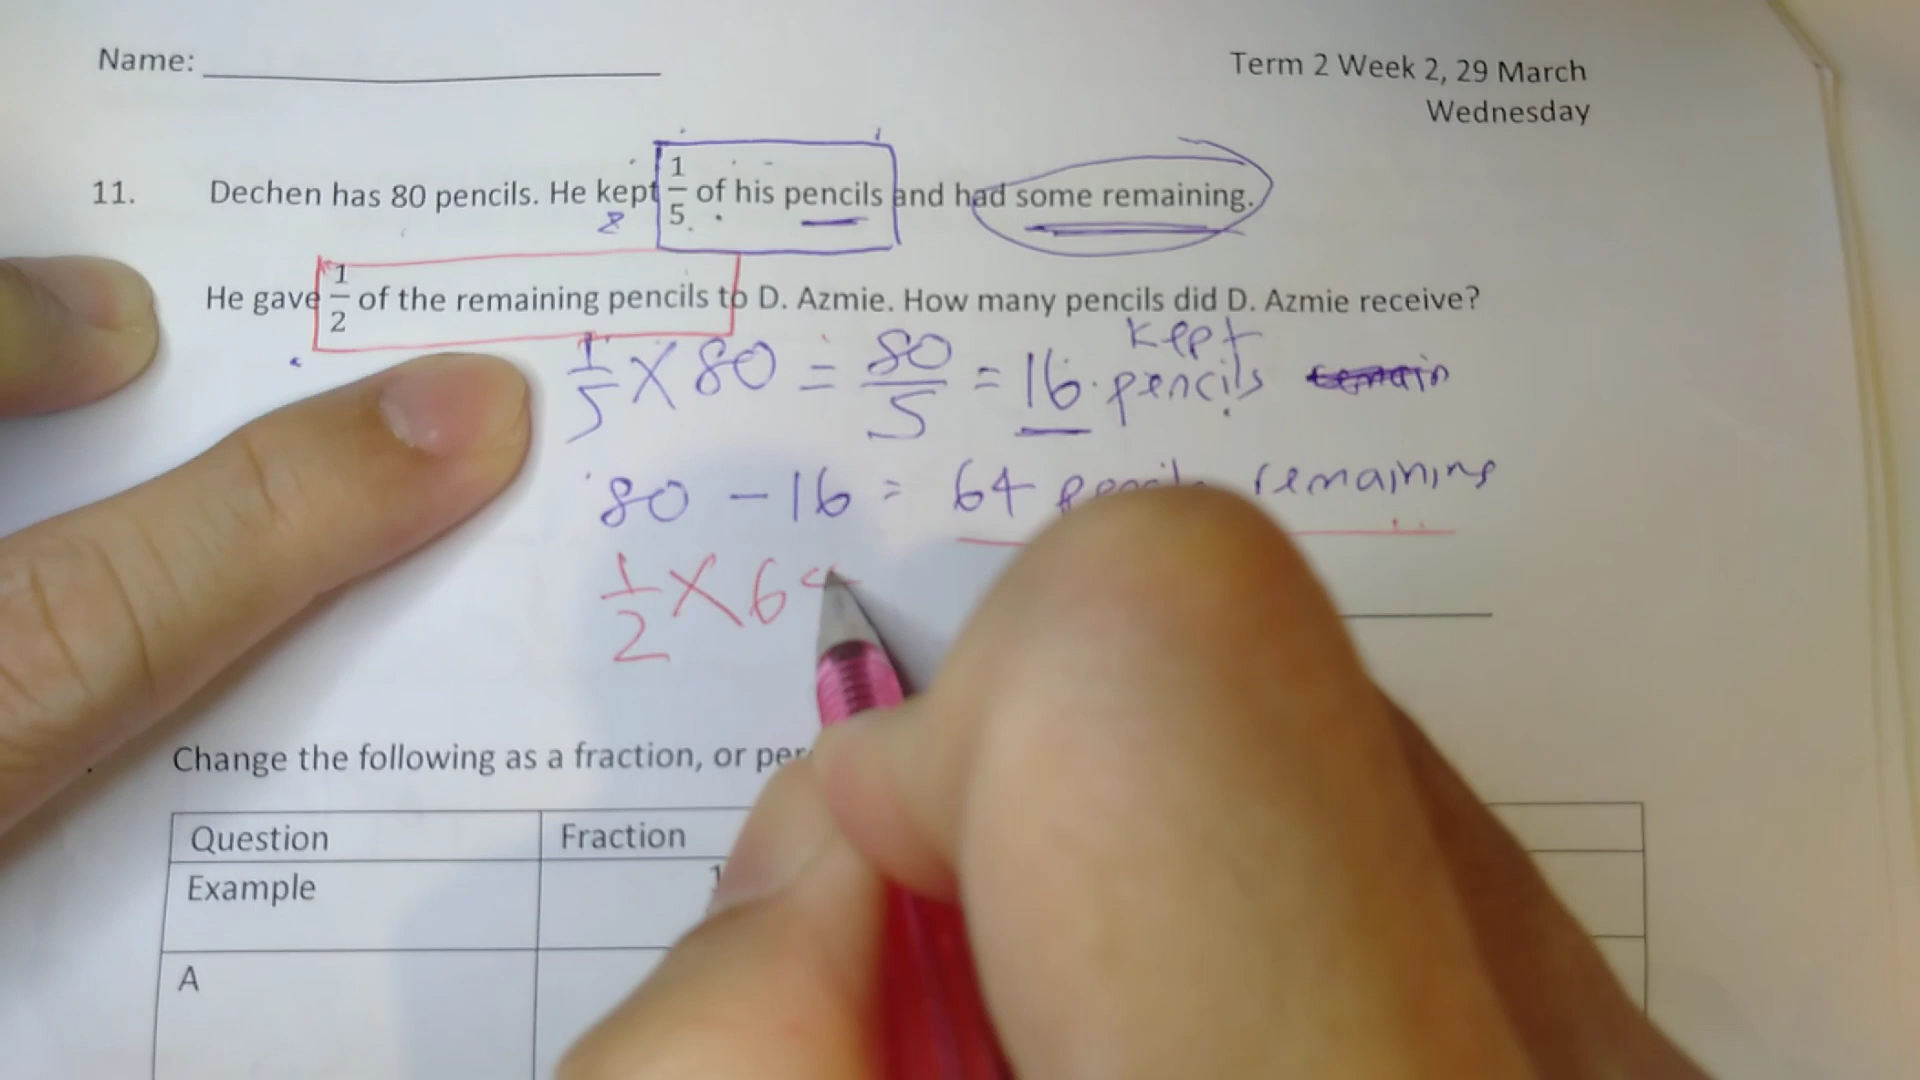 Name:
Term 2 Week 2, 29 March
Wednesday
11. Dechen has 80 pencils. He kept 1/5 of his pencils and had some remaining.
He gave 1/2 of the remaining pencils to D. Azmie. How many pencils did D. Azmie receive?
kept
1/5 × 80 = 80/5 = 16 pencils
80 - 16 = 64 remaining
1/2 × 64
Change the following as a fraction, or
Question Fraction
Example 1
A